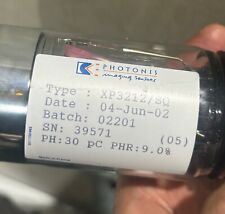 PHOTONIS
imaging sensors
Type : XP3212/SQ
Date : 04-Jun-02
Batch: 02201
SN: 39571 (05)
PH:30 pC PHR:9.0%